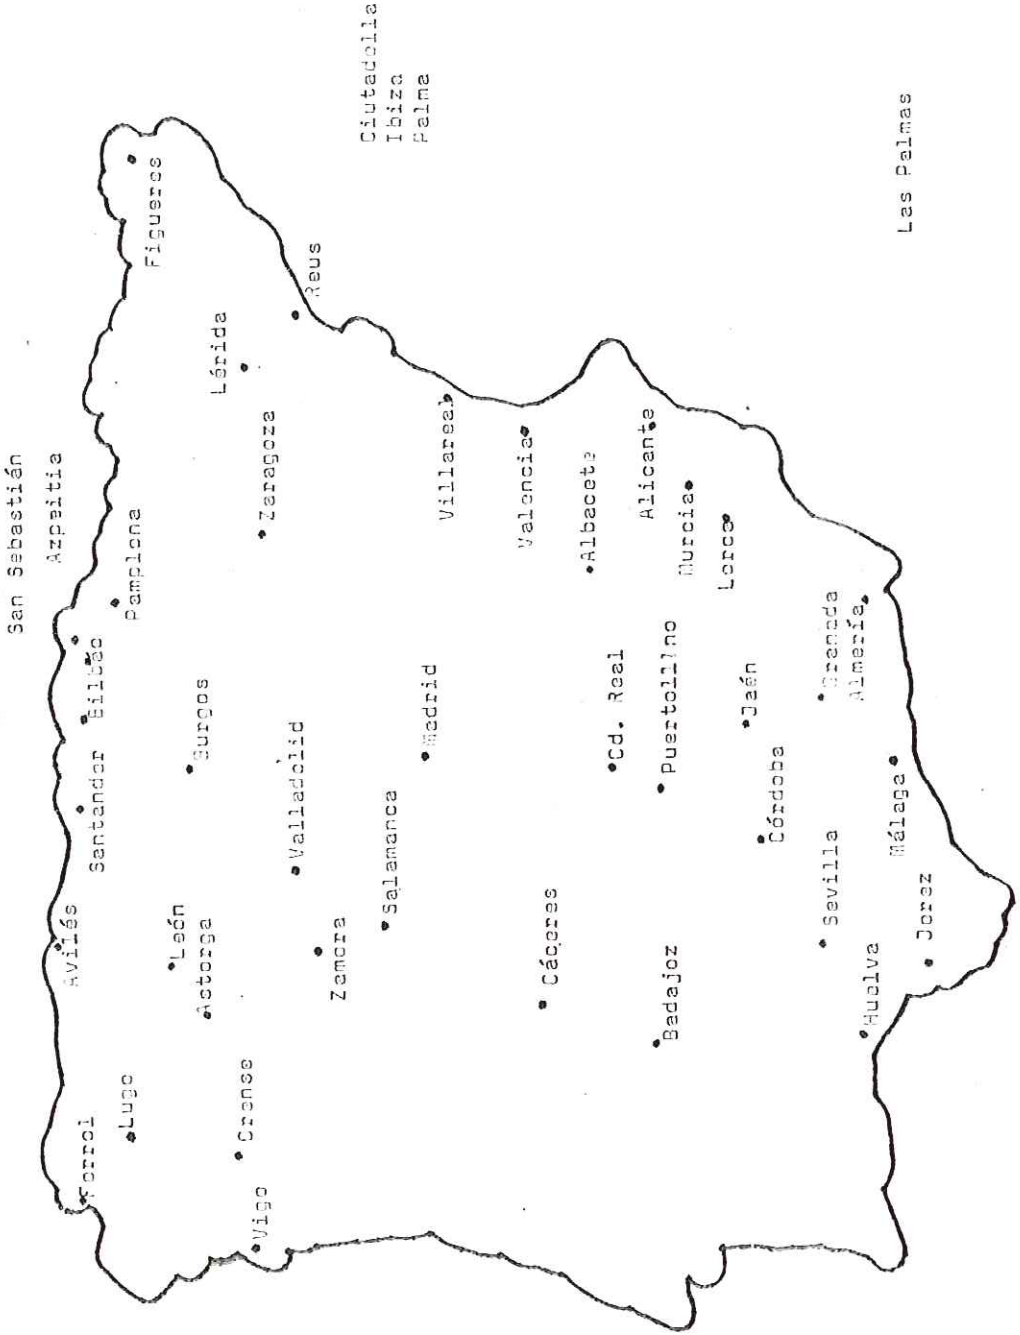 San Sebastián
Azpeitia
Ferrol
Avilés
Santander
Bilbao
Lugo
Pamplona
Figueres
León
Burgos
Astorga
Orense
Lérida
Vigo
Valladolid
Zaragoza
Reus
Zamora
Ciutadella
Ibiza
Palma
Salamanca
Madrid
Villareal
Cáceres
Valencia
Albacete
Cd. Real
Badajoz
Puertolllno
Alicante
Murcia
Lorca
Jaén
Córdoba
Sevilla
Granada
Almería
Huelva
Málaga
Jerez
Las Palmas